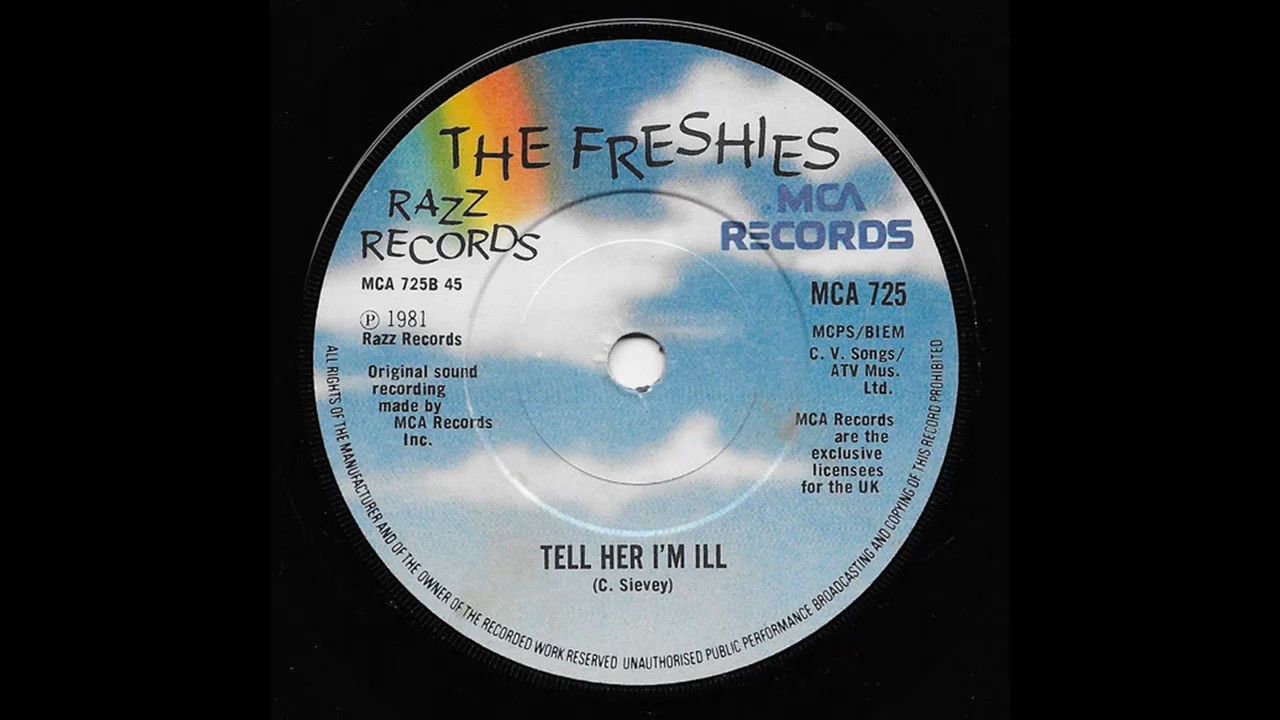 THE FRESHIES
RAZZ
RECORDS
® MCA
RECORDS
MCA 725B 45
MCA 725
Ⓟ 1981
Razz Records
MCPS/BIEM
C. V. Songs/
ATV Mus.
Ltd.
Original sound
recording
made by
MCA Records
Inc.
MCA Records
are the
exclusive
licensees
for the UK
TELL HER I'M ILL
(C. Sievey)
ALL RIGHTS OF THE MANUFACTURER AND OF THE OWNER OF THE RECORDED WORK RESERVED UNAUTHORISED PUBLIC PERFORMANCE BROADCASTING AND COPYING OF THIS RECORD PROHIBITED